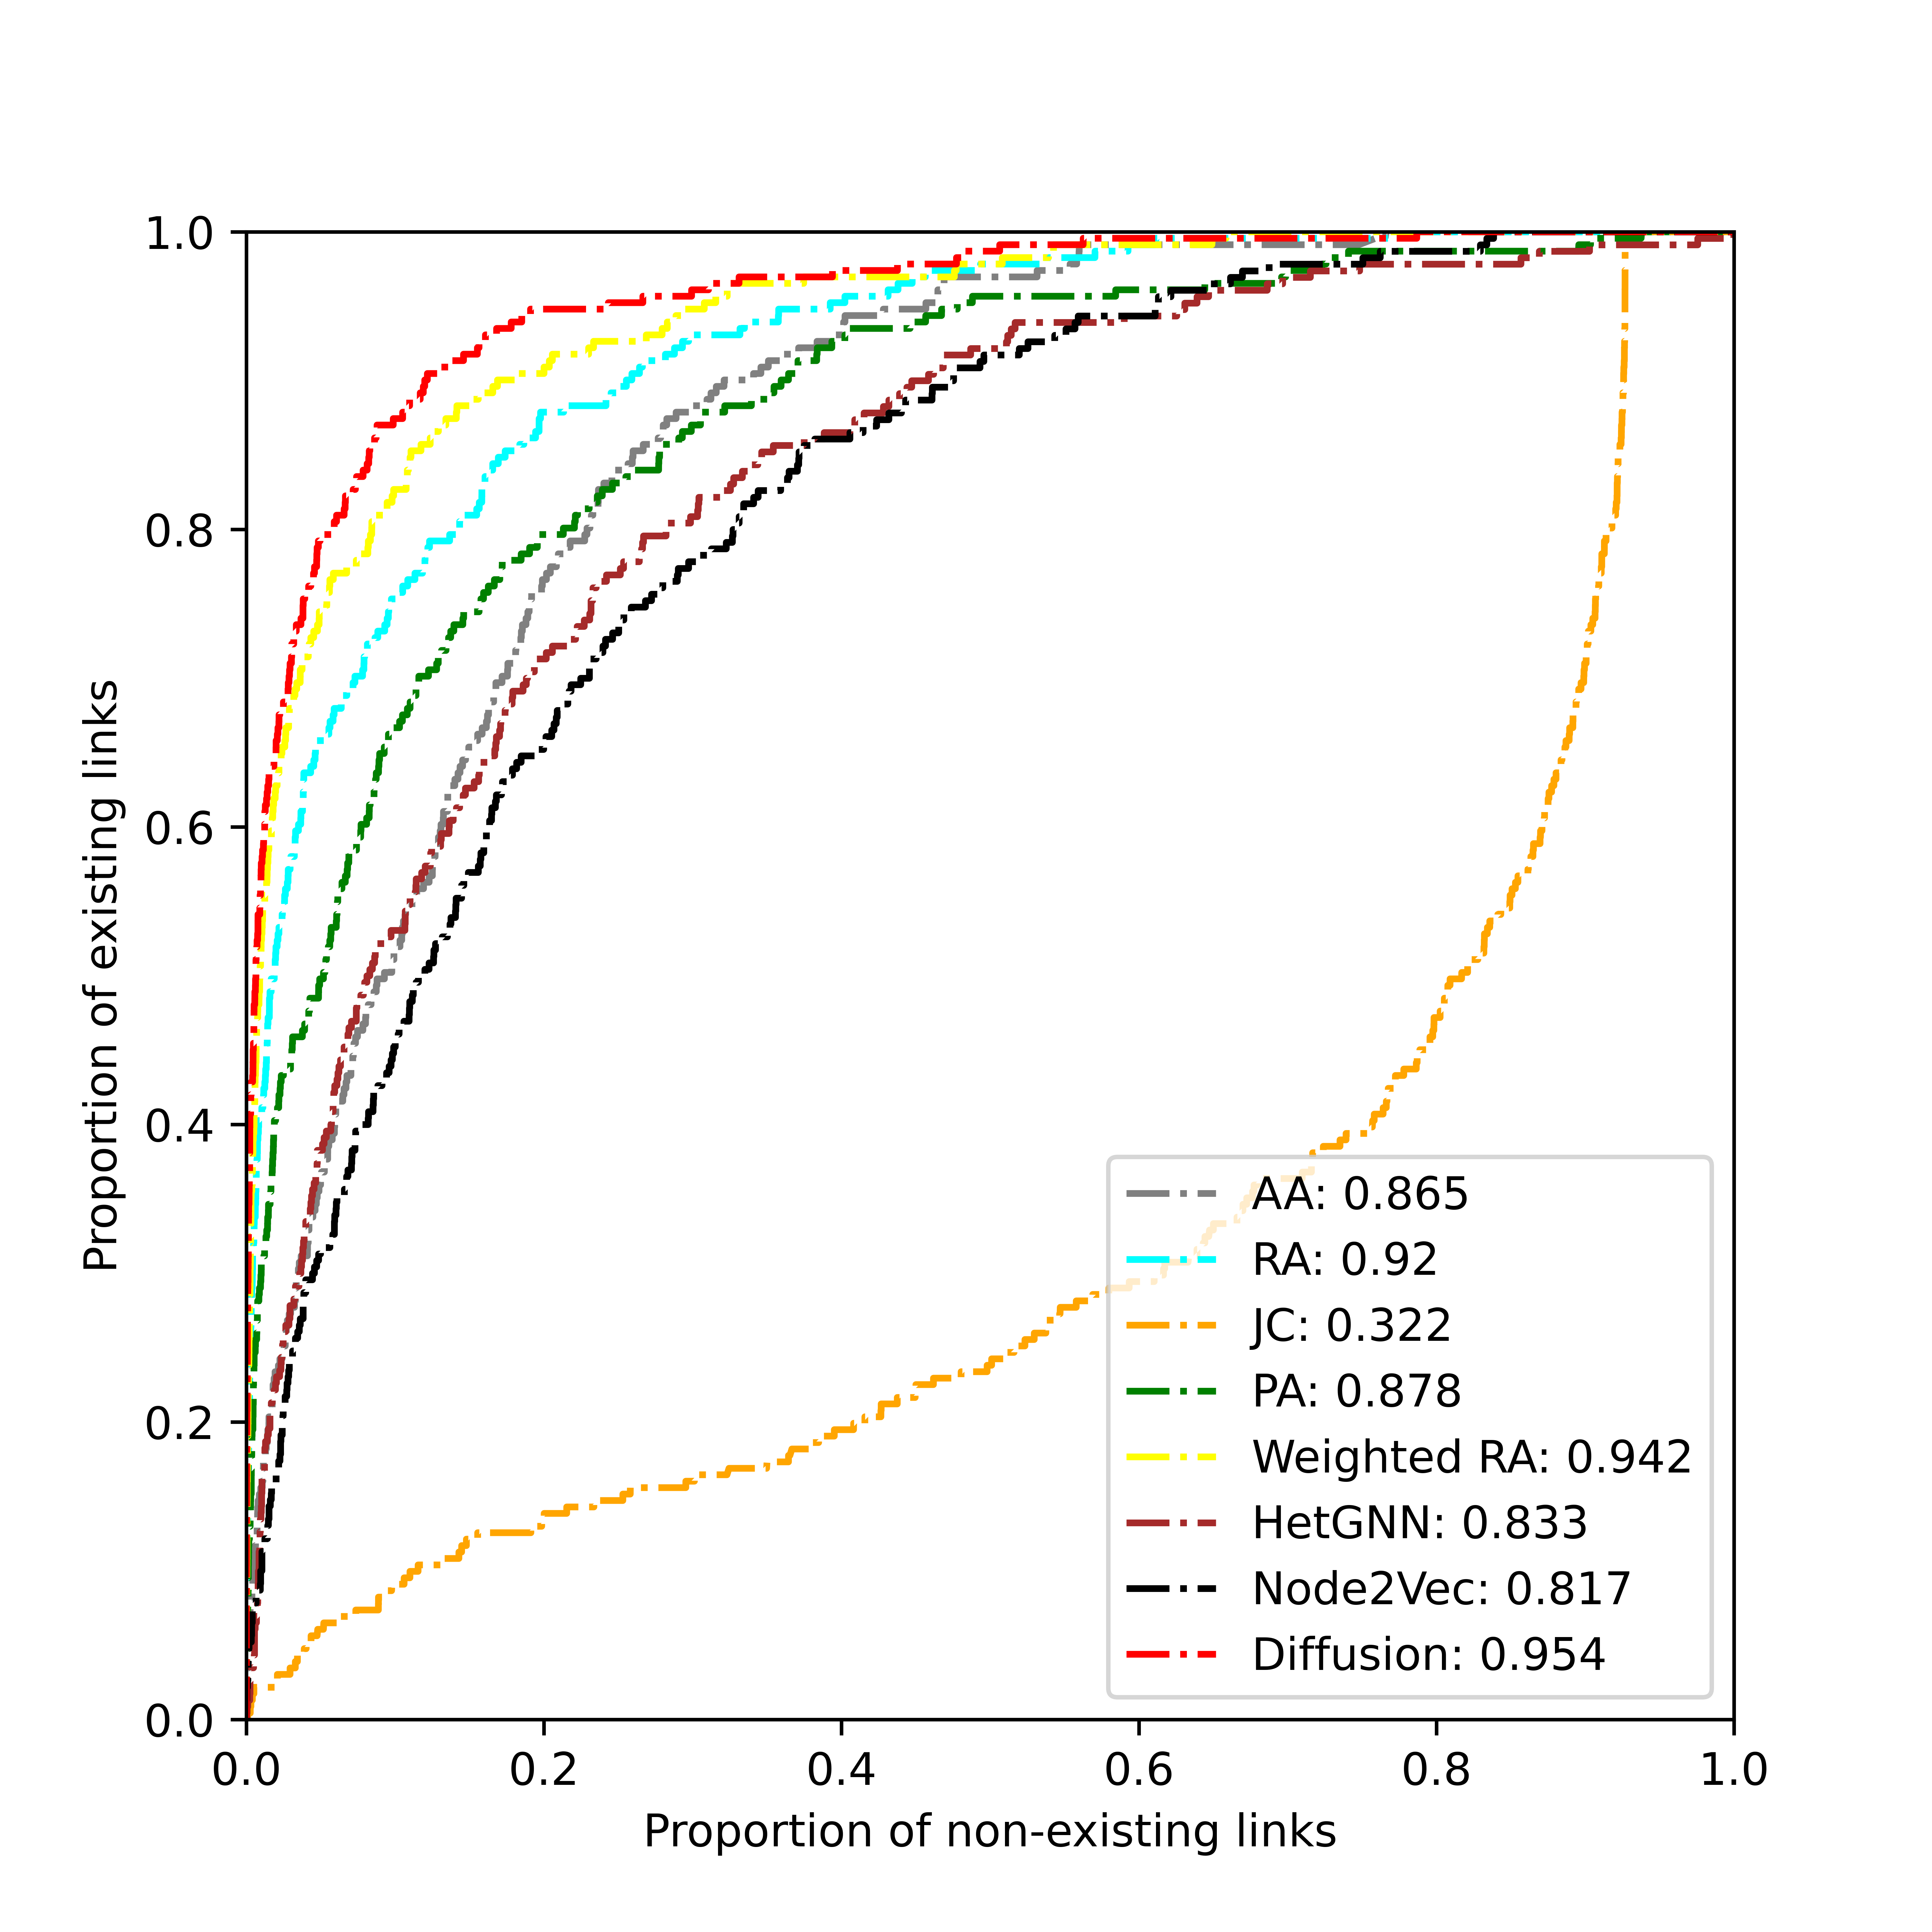 1.0
0.8
0.6
0.4
0.2
0.0
Proportion of existing links
AA: 0.865
RA: 0.92
JC: 0.322
PA: 0.878
Weighted RA: 0.942
HetGNN: 0.833
Node2Vec: 0.817
Diffusion: 0.954
0.0 0.2 0.4 0.6 0.8 1.0
Proportion of non-existing links